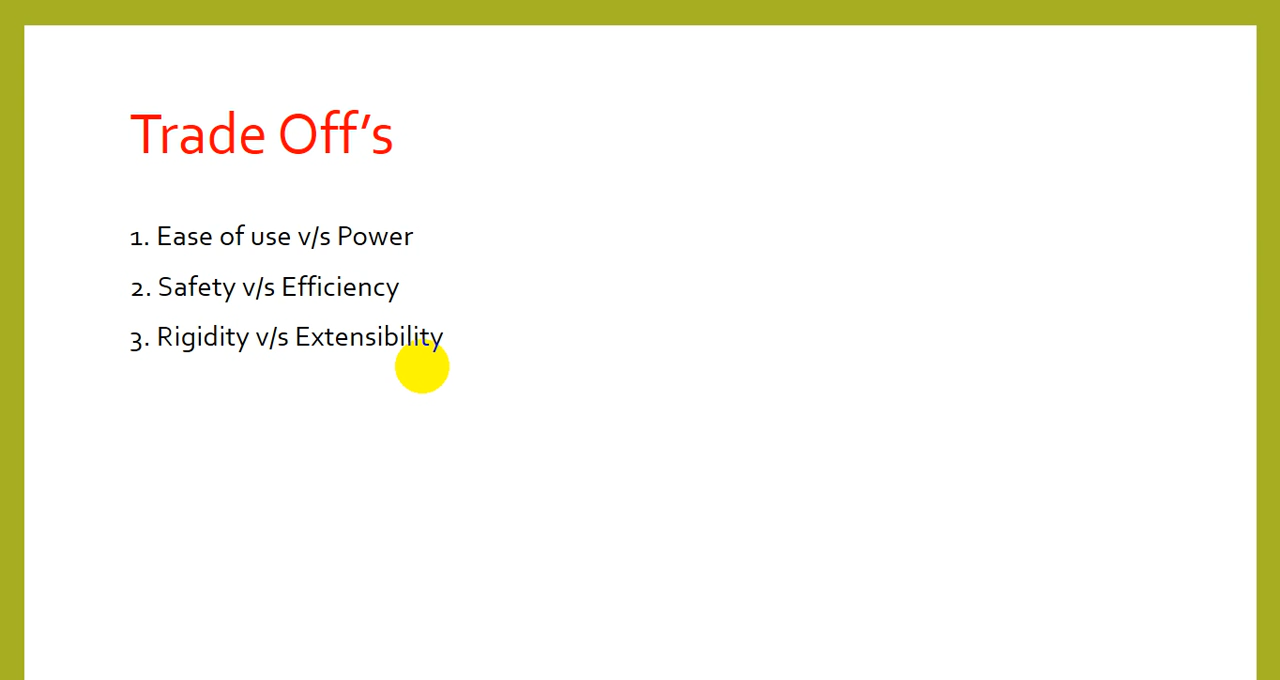 Trade Off’s
1. Ease of use v/s Power
2. Safety v/s Efficiency
3. Rigidity v/s Extensibility